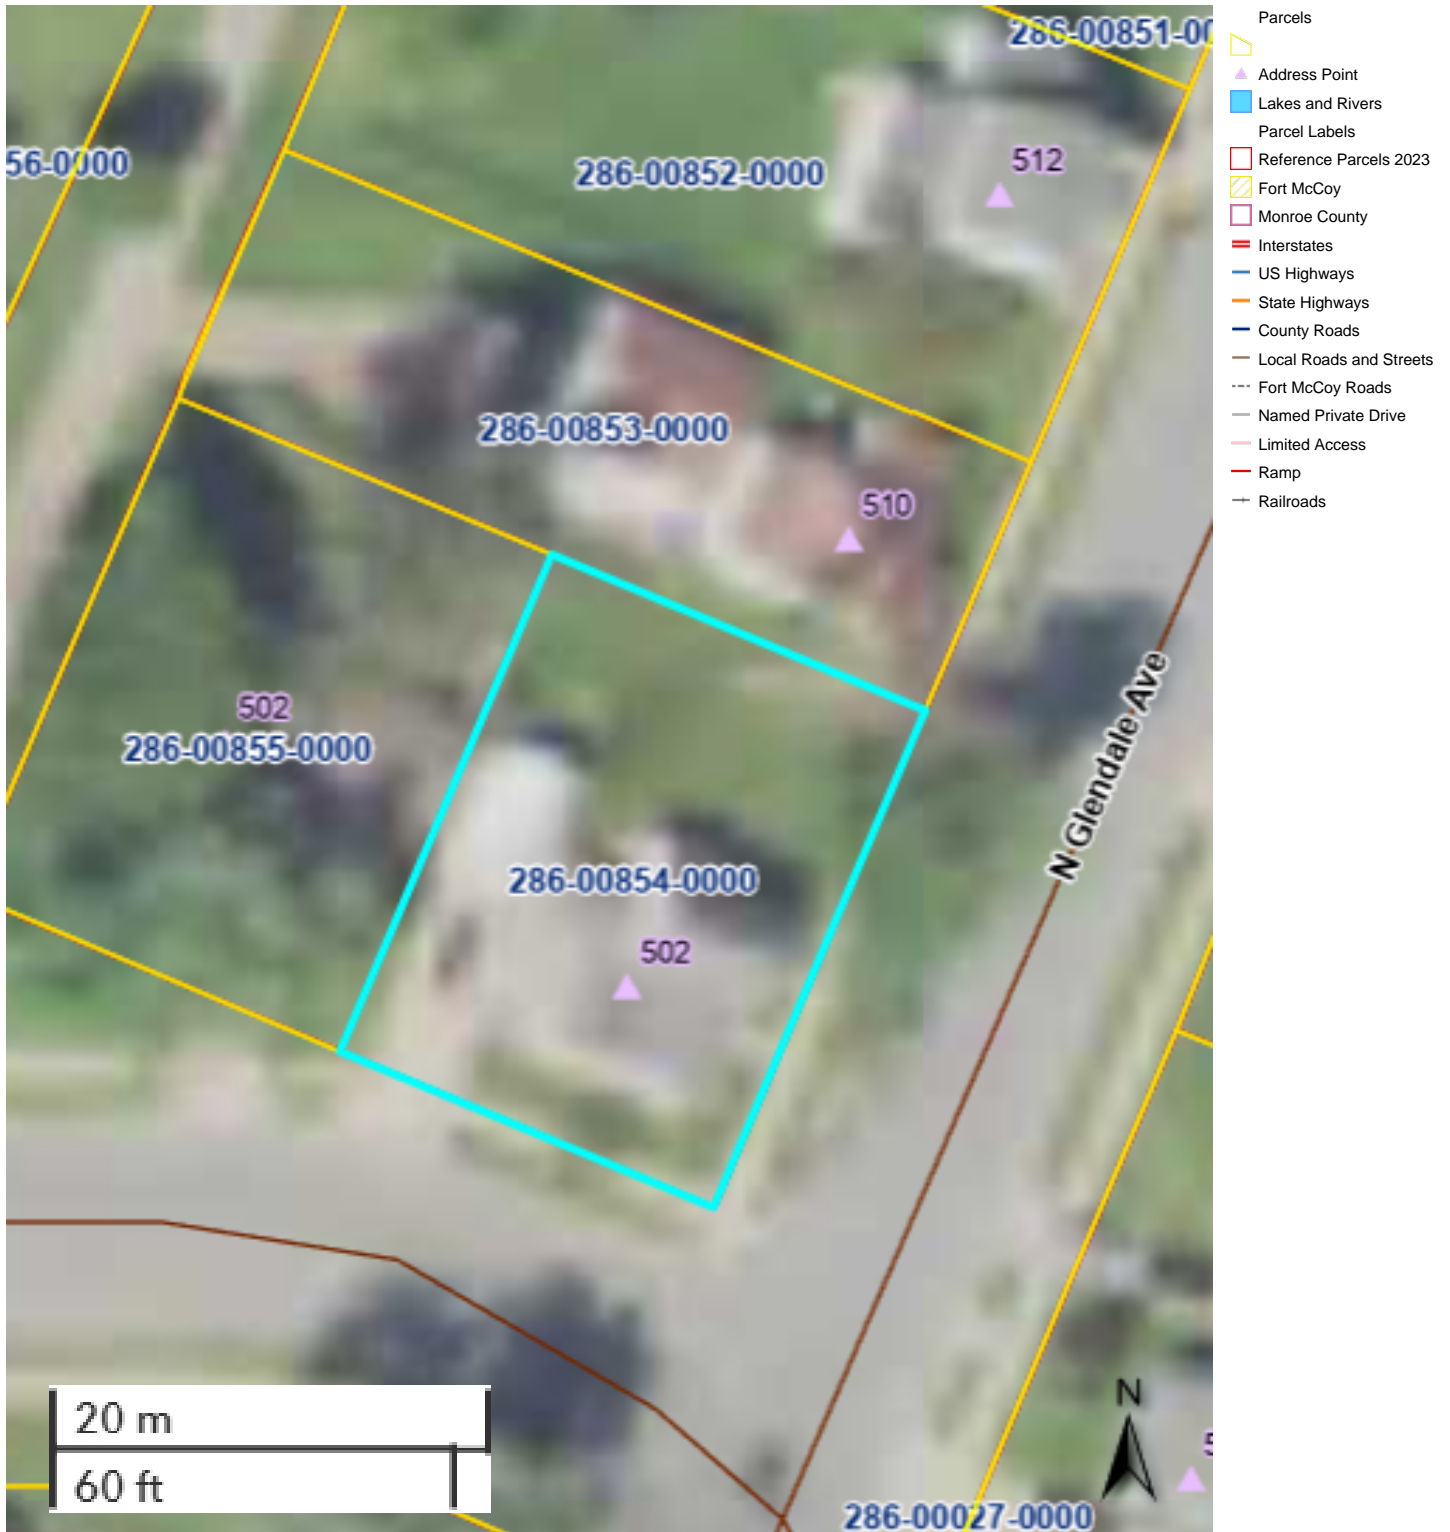 286-00851-00
56-0000
286-00852-0000
512
286-00853-0000
510
502
286-00855-0000
N Glendale Ave
286-00854-0000
502
20 m
60 ft
N
5
286-00027-0000
Parcels
Address Point
Lakes and Rivers
Parcel Labels
Reference Parcels 2023
Fort McCoy
Monroe County
Interstates
US Highways
State Highways
County Roads
Local Roads and Streets
Fort McCoy Roads
Named Private Drive
Limited Access
Ramp
Railroads